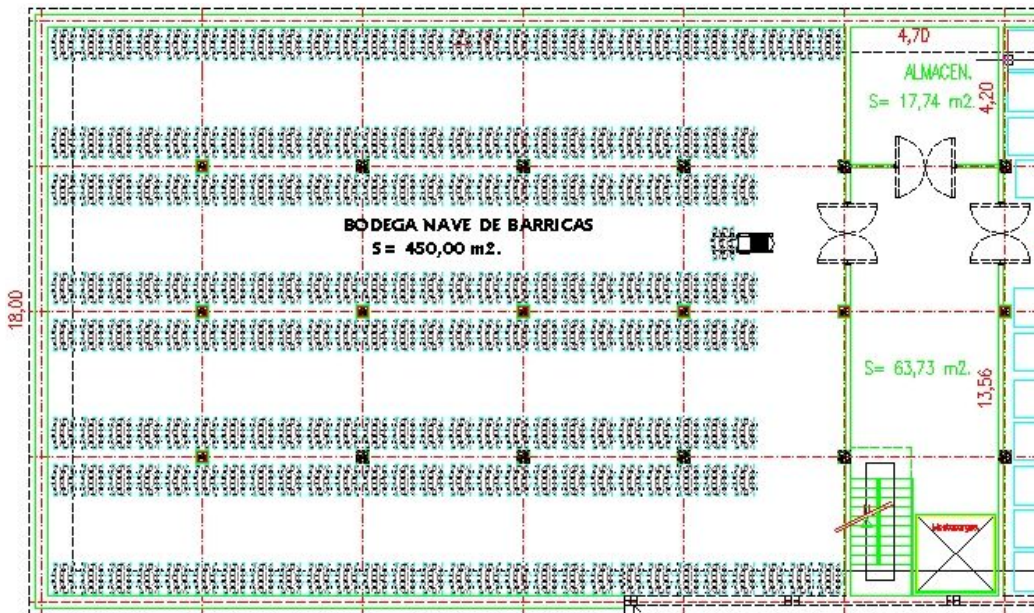 4,70
ALMACEN.
S= 17,74 m2.
4,20
BODEGA NAVE DE BARRICAS
S= 450,00 m2.
18,00
S= 63,73 m2.
13,56